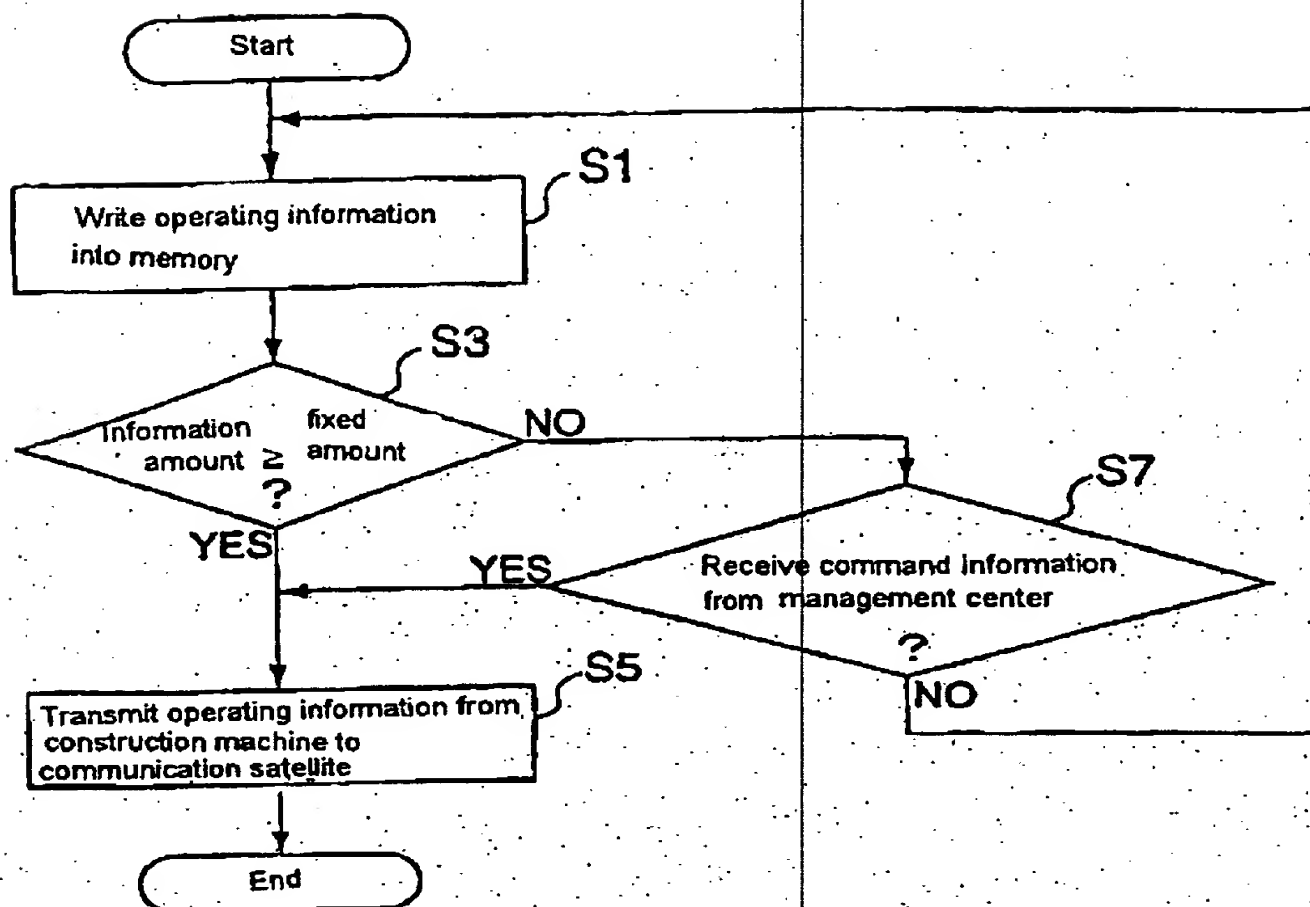 Start
S1
Write operating information
into memory
S3
Information fixed
amount ≥ amount
?
NO
YES
S7
YES
Receive command information
from management center
?
NO
S5
Transmit operating information from
construction machine to
communication satellite
End